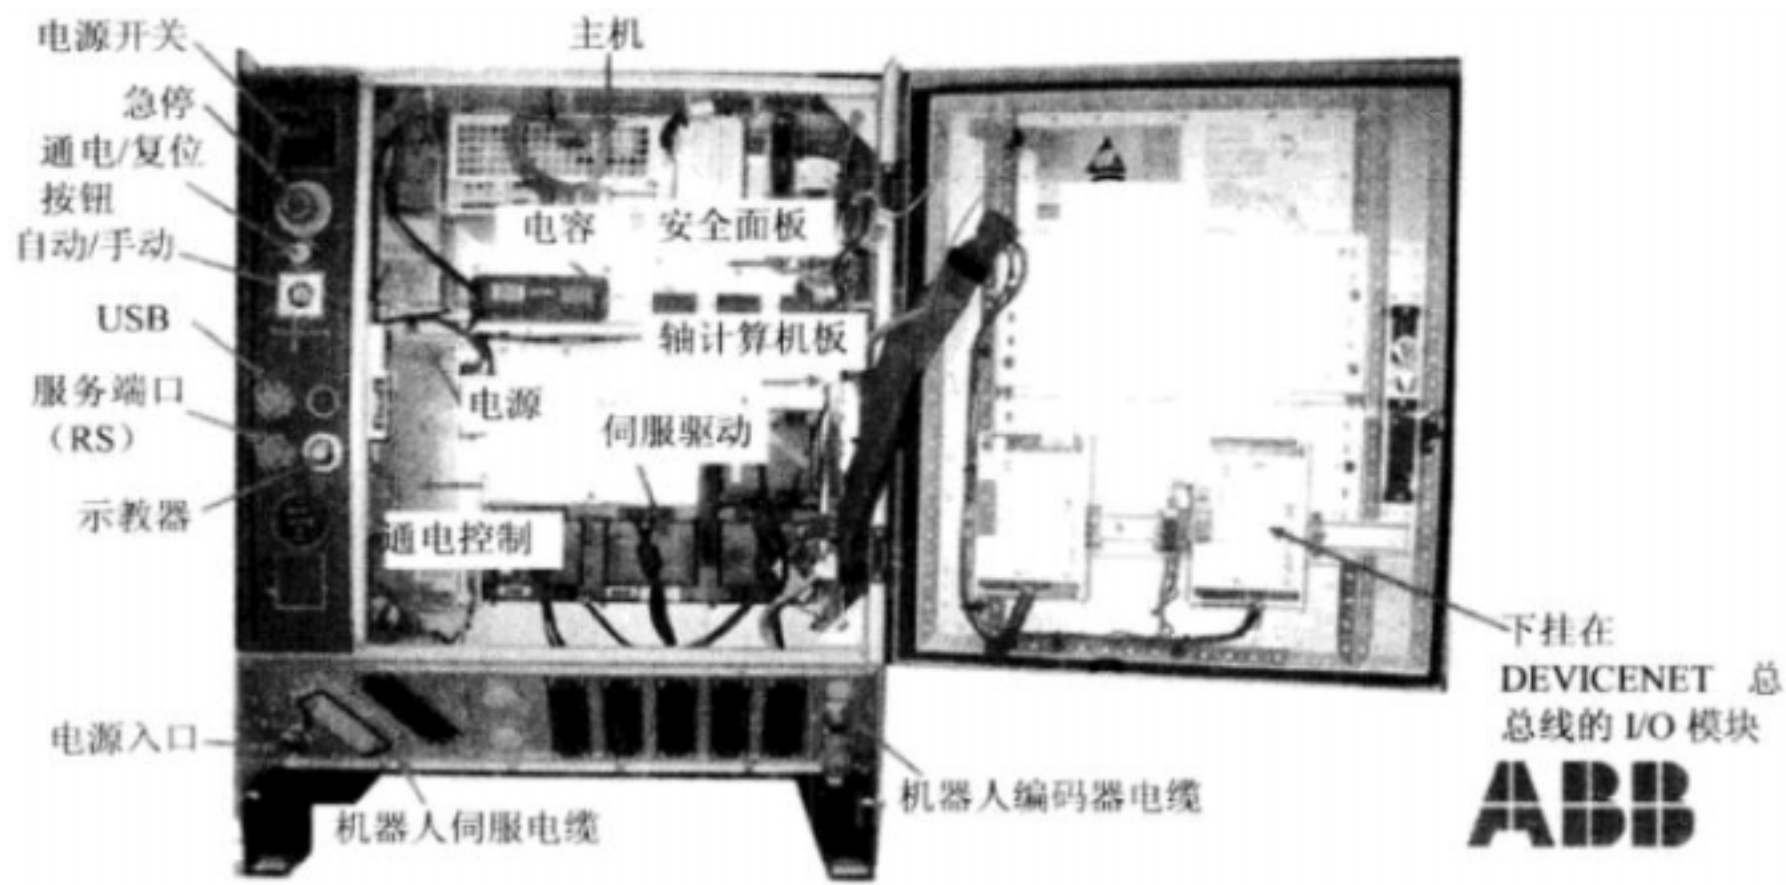 电源开关
主机
急停
通电/复位
按钮
自动/手动
USB
服务端口
（RS）
示教器
电容
安全面板
轴计算机板
电源
伺服驱动
通电控制
下挂在
DEVICENET 总
总线的 I/O 模块
电源入口
机器人伺服电缆
机器人编码器电缆
ABB